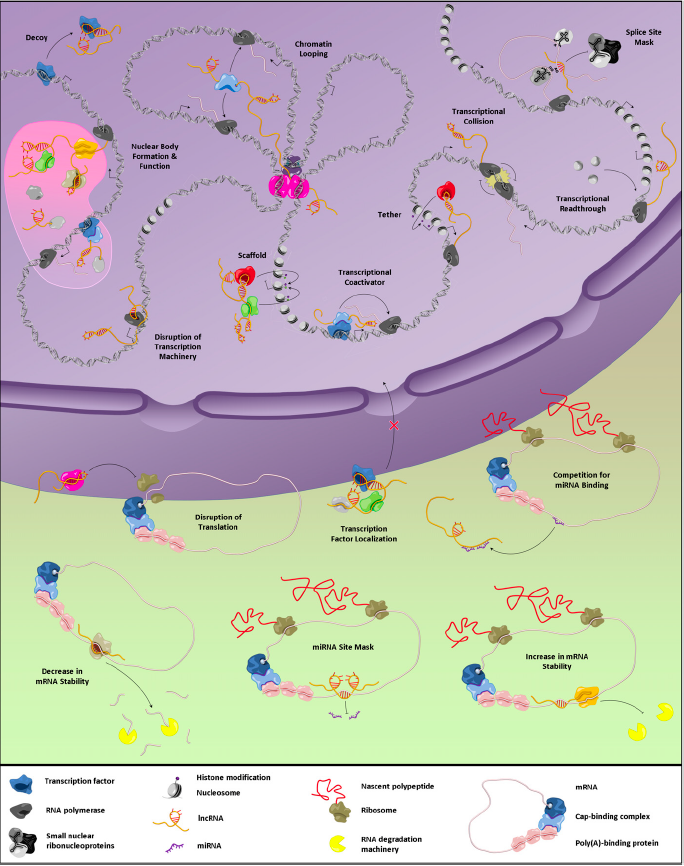 Decoy
Chromatin
Looping
Splice Site
Mask
Transcriptional
Collision
Nuclear Body
Formation &
Function
Transcriptional
Readthrough
Tether
Scaffold
Transcriptional
Coactivator
Disruption of
Transcription
Machinery
Competition for
miRNA Binding
Disruption of
Translation
Transcription
Factor Localization
miRNA Site Mask
Increase in mRNA
Stability
Decrease in
mRNA Stability
Transcription factor
RNA polymerase
Small nuclear
ribonucleoproteins
Histone modification
Nucleosome
lncRNA
miRNA
Nascent polypeptide
Ribosome
RNA degradation
machinery
mRNA
Cap-binding complex
Poly(A)-binding protein